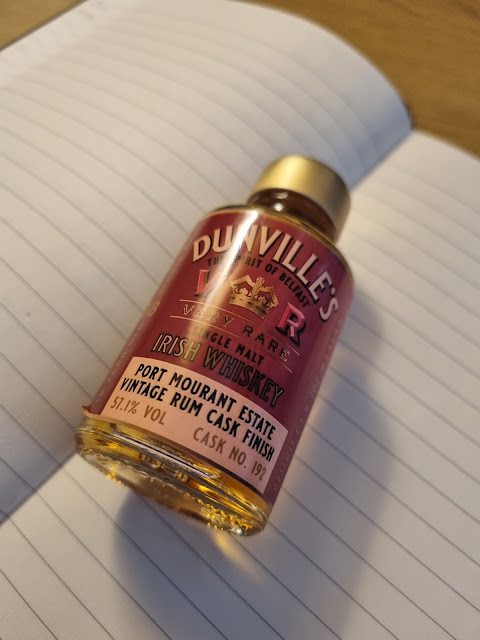 DUNVILLE'S
THE SPIRIT OF BELFAST
V R
VERY RARE
SINGLE MALT
IRISH WHISKEY
PORT MOURANT ESTATE
VINTAGE RUM CASK FINISH
57.1% VOL CASK NO. 192